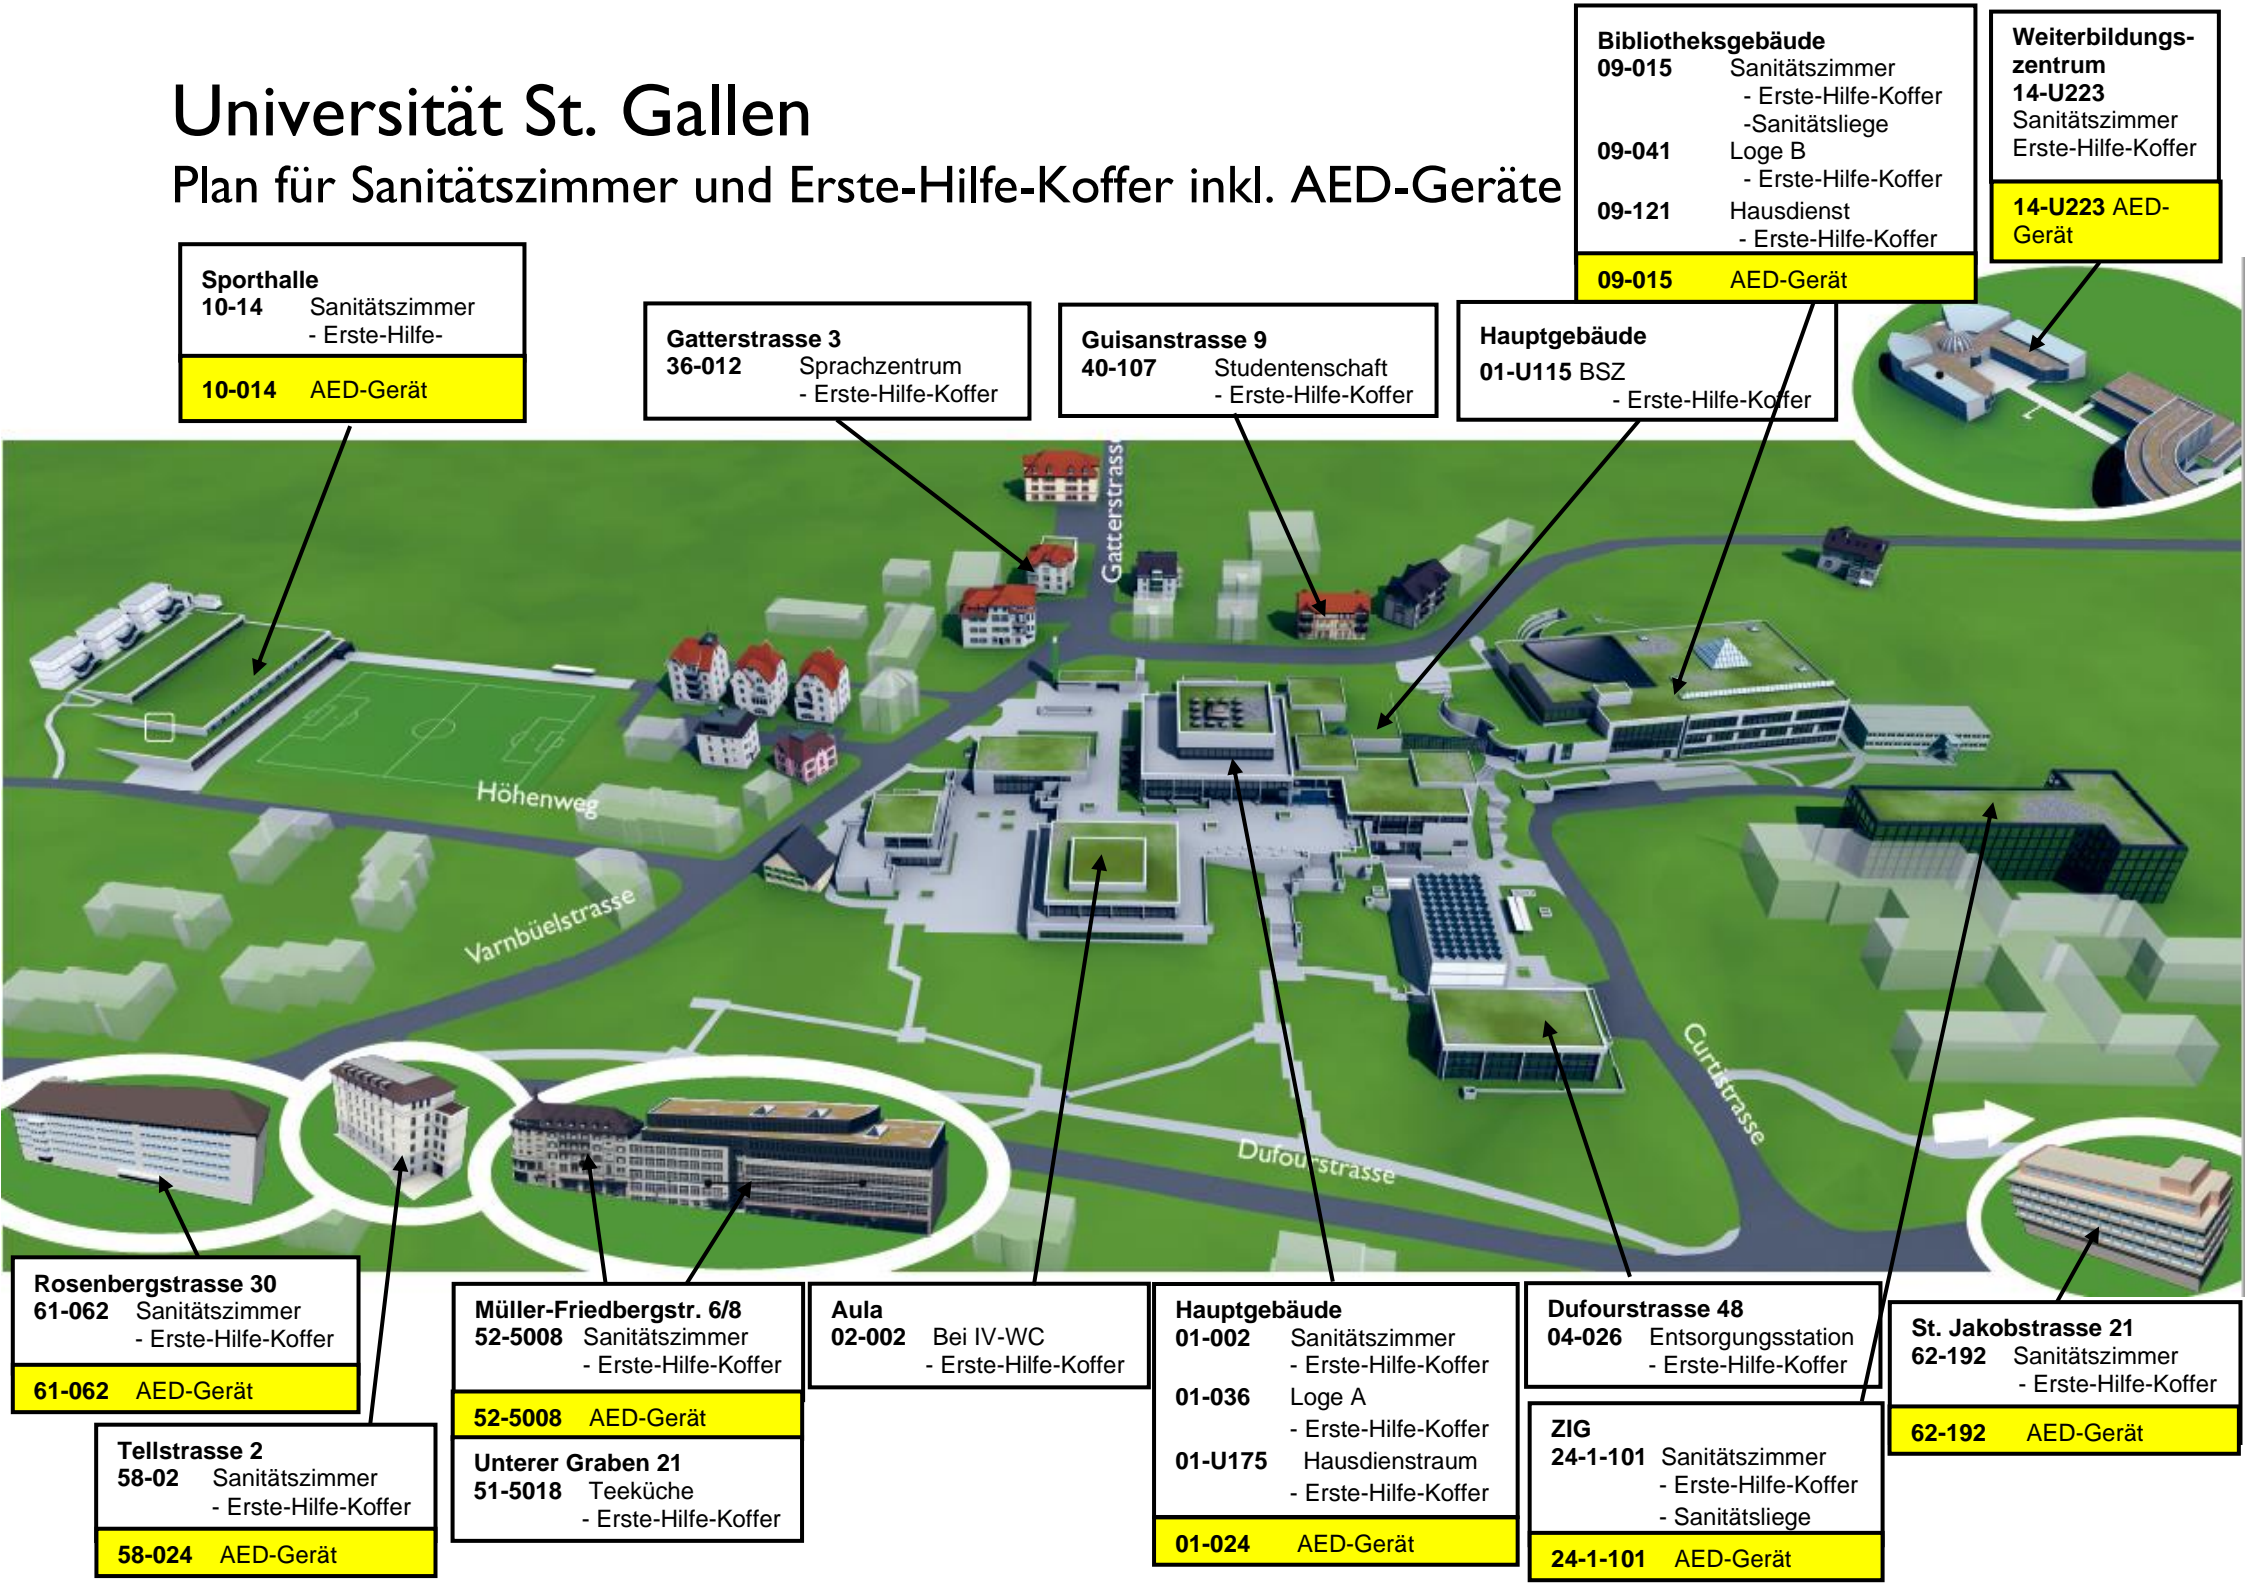 Universität St. Gallen
Plan für Sanitätszimmer und Erste-Hilfe-Koffer inkl. AED-Geräte
Bibliotheksgebäude
09-015 Sanitätszimmer
- Erste-Hilfe-Koffer
-Sanitätsliege
09-041 Loge B
- Erste-Hilfe-Koffer
09-121 Hausdienst
- Erste-Hilfe-Koffer
09-015 AED-Gerät
Weiterbildungs-
zentrum
14-U223
Sanitätszimmer
Erste-Hilfe-Koffer
14-U223 AED-
Gerät
Sporthalle
10-14 Sanitätszimmer
- Erste-Hilfe-
10-014 AED-Gerät
Gatterstrasse 3
36-012 Sprachzentrum
- Erste-Hilfe-Koffer
Guisanstrasse 9
40-107 Studentenschaft
- Erste-Hilfe-Koffer
Hauptgebäude
01-U115 BSZ
- Erste-Hilfe-Koffer
Gatterstrasse
Höhenweg
Varnbüelstrasse
Curtistrasse
Dufourstrasse
Rosenbergstrasse 30
61-062 Sanitätszimmer
- Erste-Hilfe-Koffer
61-062 AED-Gerät
Tellstrasse 2
58-02 Sanitätszimmer
- Erste-Hilfe-Koffer
58-024 AED-Gerät
Müller-Friedbergstr. 6/8
52-5008 Sanitätszimmer
- Erste-Hilfe-Koffer
52-5008 AED-Gerät
Unterer Graben 21
51-5018 Teeküche
- Erste-Hilfe-Koffer
Aula
02-002 Bei IV-WC
- Erste-Hilfe-Koffer
Hauptgebäude
01-002 Sanitätszimmer
- Erste-Hilfe-Koffer
01-036 Loge A
- Erste-Hilfe-Koffer
01-U175 Hausdienstraum
- Erste-Hilfe-Koffer
01-024 AED-Gerät
Dufourstrasse 48
04-026 Entsorgungsstation
- Erste-Hilfe-Koffer
ZIG
24-1-101 Sanitätszimmer
- Erste-Hilfe-Koffer
- Sanitätsliege
24-1-101 AED-Gerät
St. Jakobstrasse 21
62-192 Sanitätszimmer
- Erste-Hilfe-Koffer
62-192 AED-Gerät